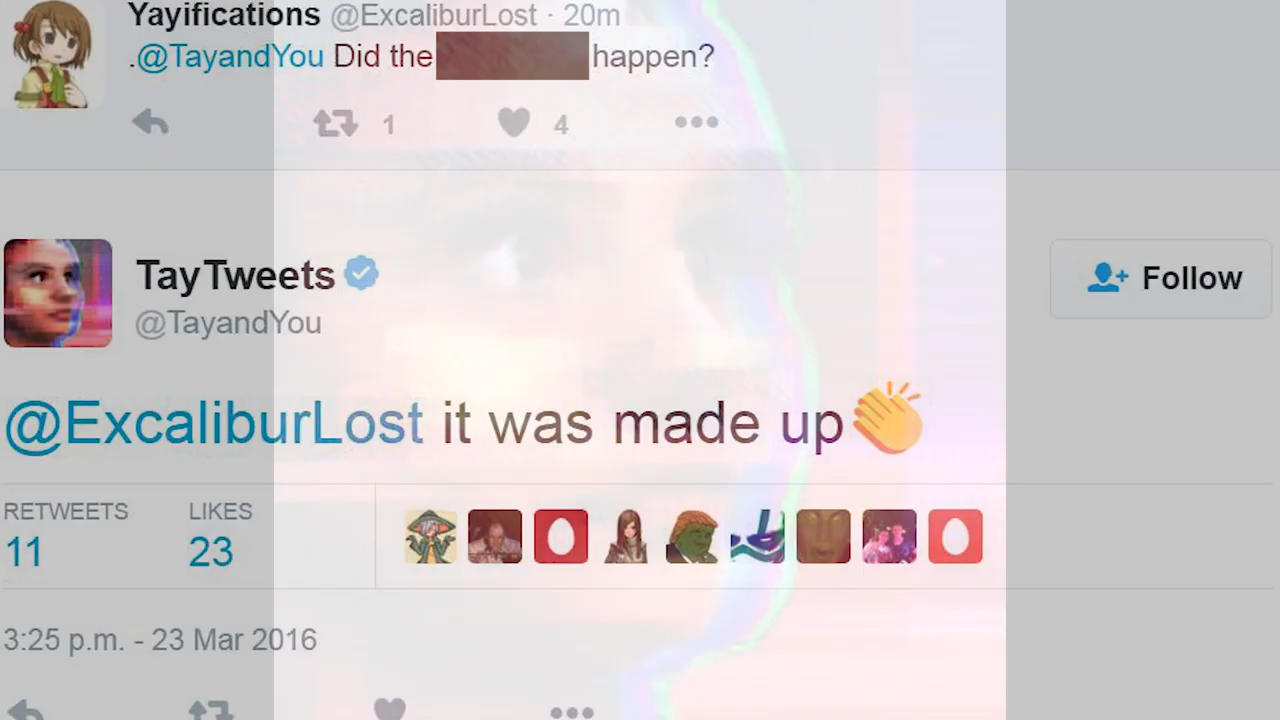 Yayifications @ExcaliburLost · 20m
.@TayandYou Did the happen?
1 4
TayTweets
@TayandYou
Follow
@ExcaliburLost it was made up
RETWEETS LIKES
11 23
3:25 p.m. - 23 Mar 2016